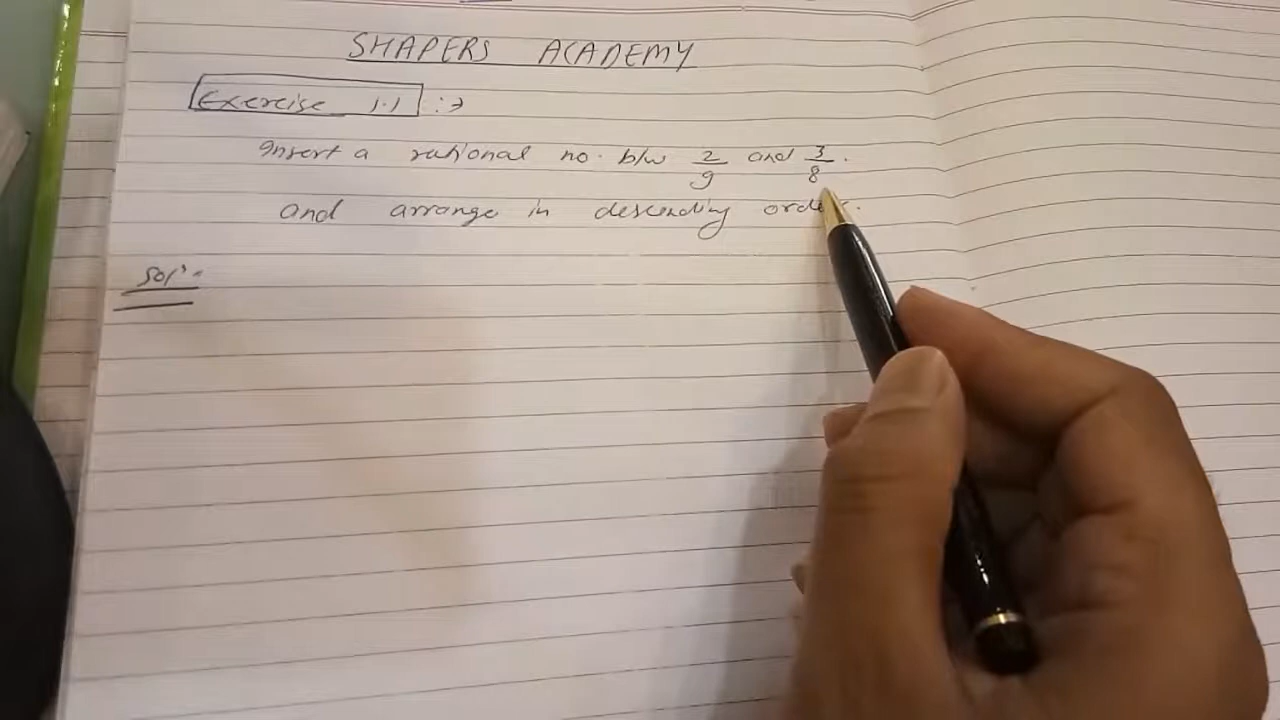 SHAPERS ACADEMY
Exercise 1.1 :→
Insert a rational no. b/w 2/9 and 3/8.
and arrange in descending order.
Sol:-